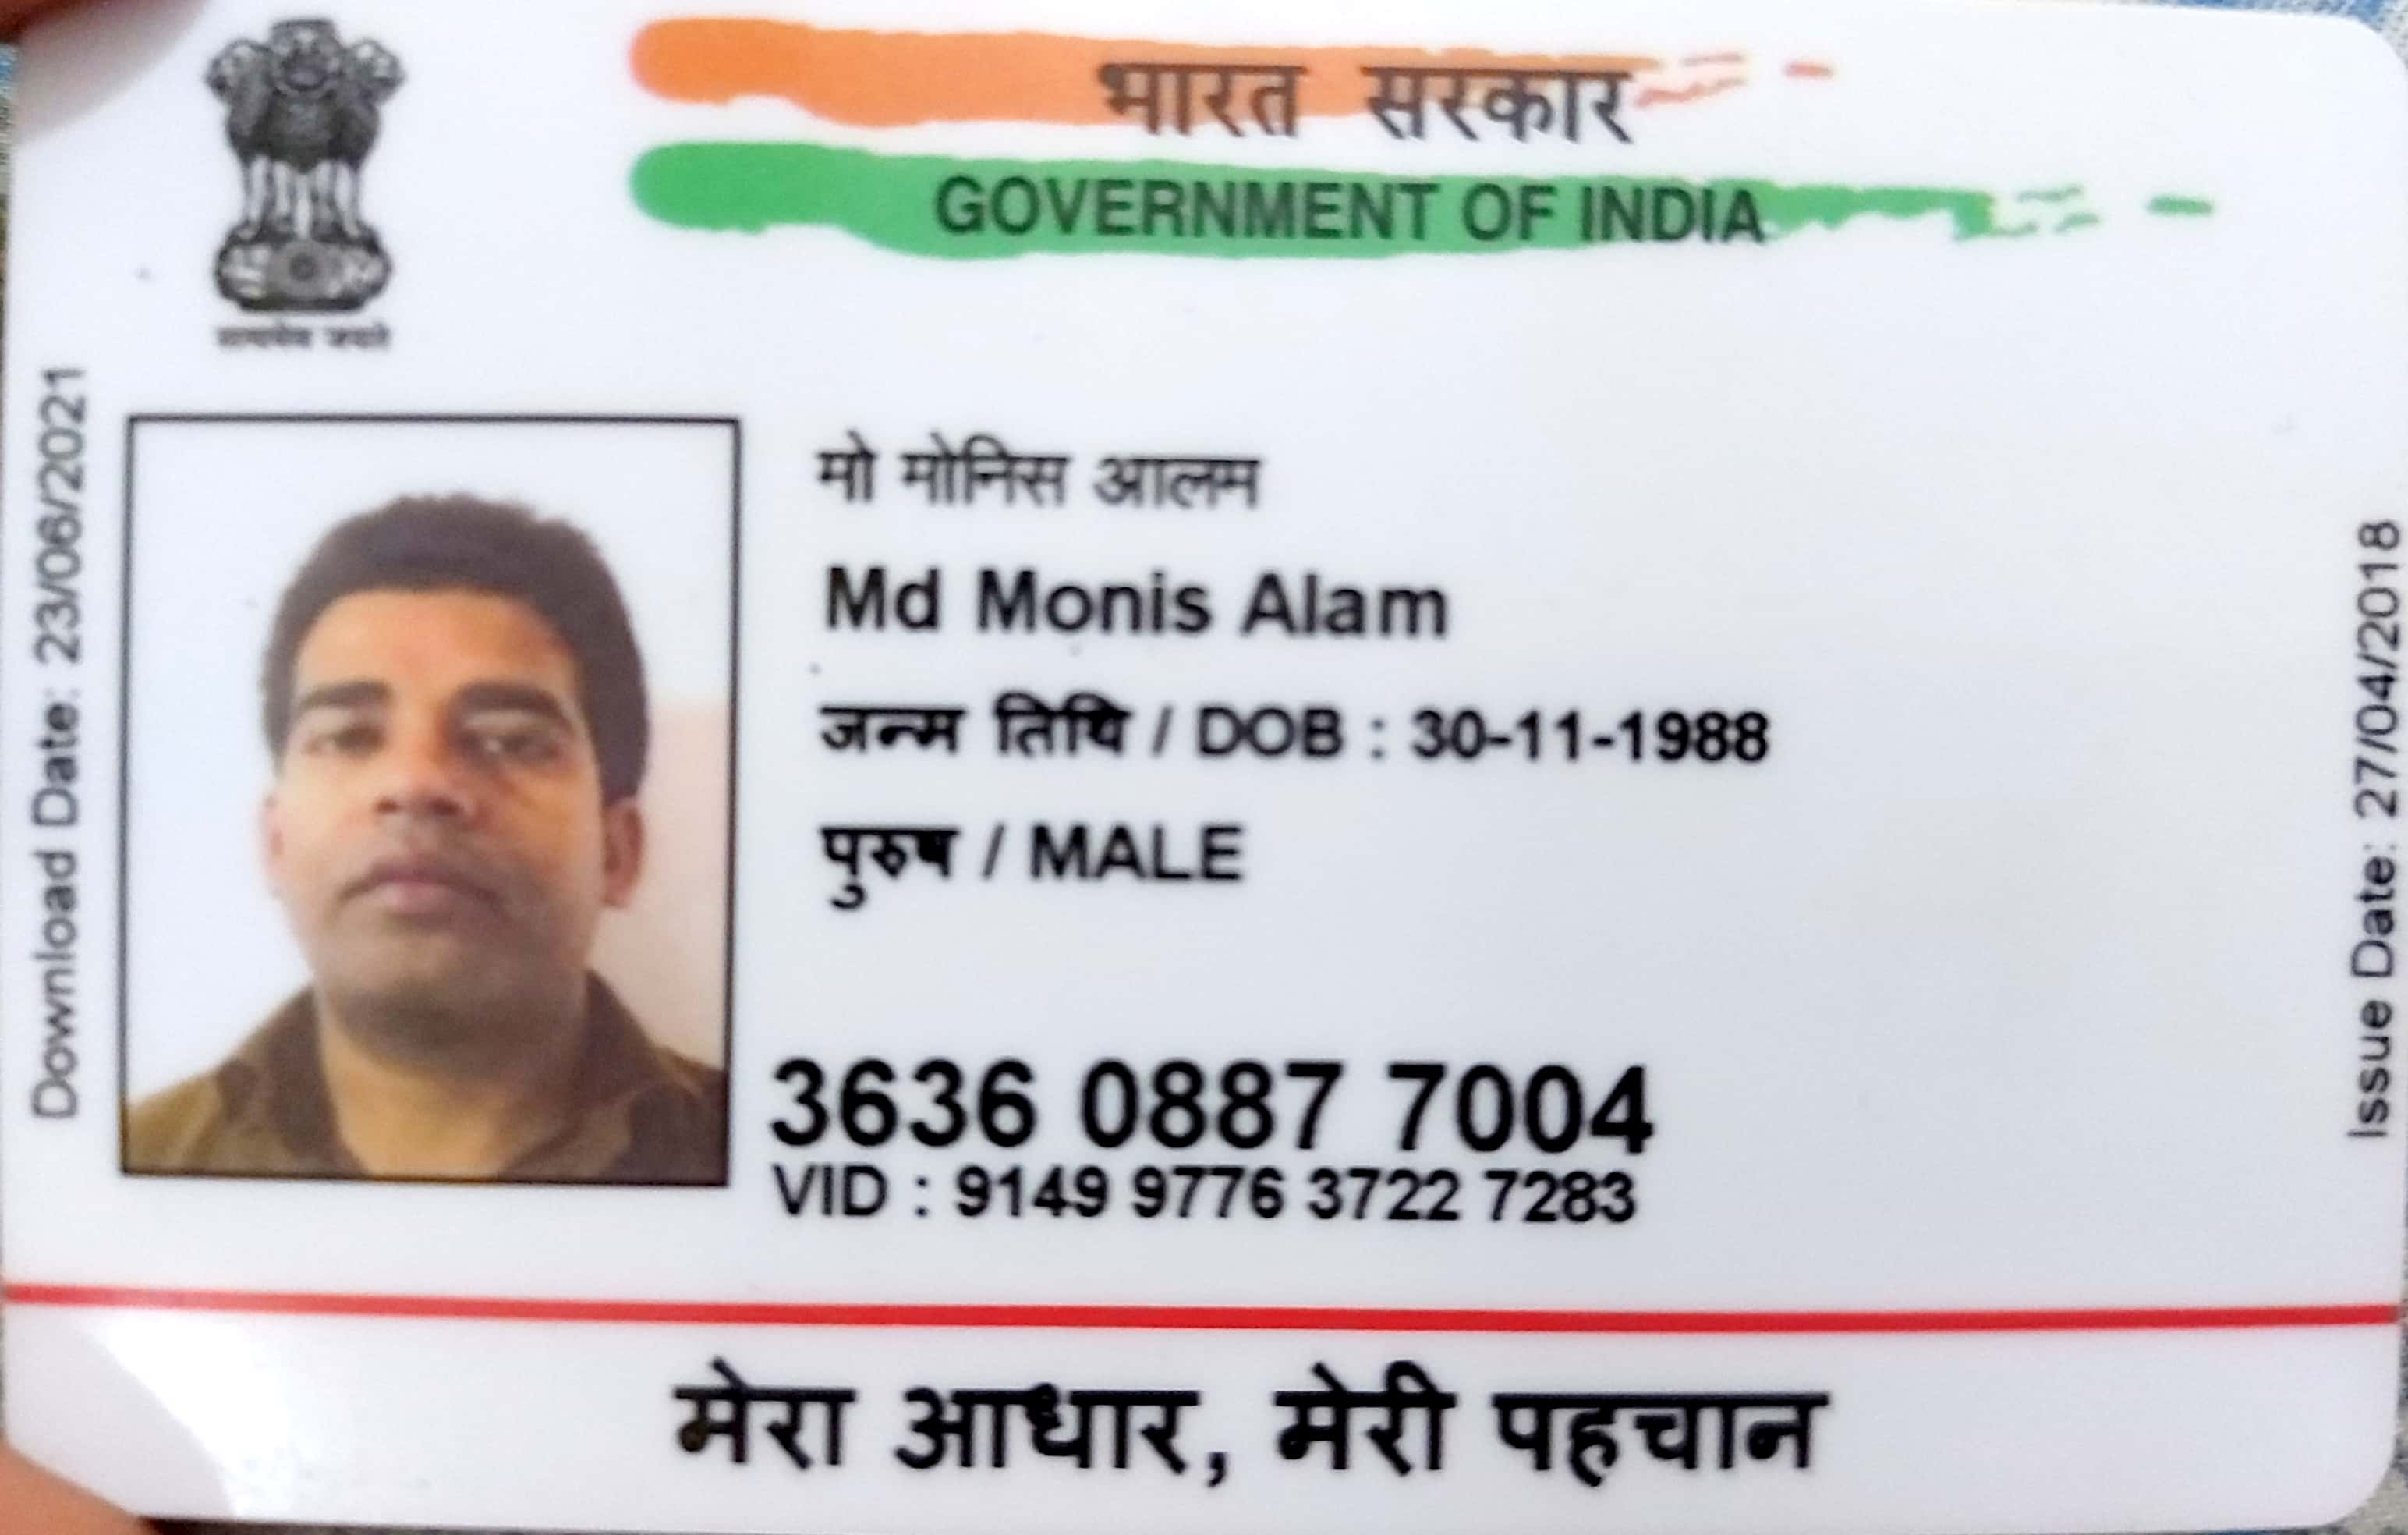 भारत सरकार
GOVERNMENT OF INDIA
सत्यमेव जयते
Download Date: 23/06/2021
मो मोनिस आलम
Md Monis Alam
जन्म तिथि / DOB : 30-11-1988
पुरुष / MALE
3636 0887 7004
VID : 9149 9776 3722 7283
Issue Date: 27/04/2018
मेरा आधार, मेरी पहचान